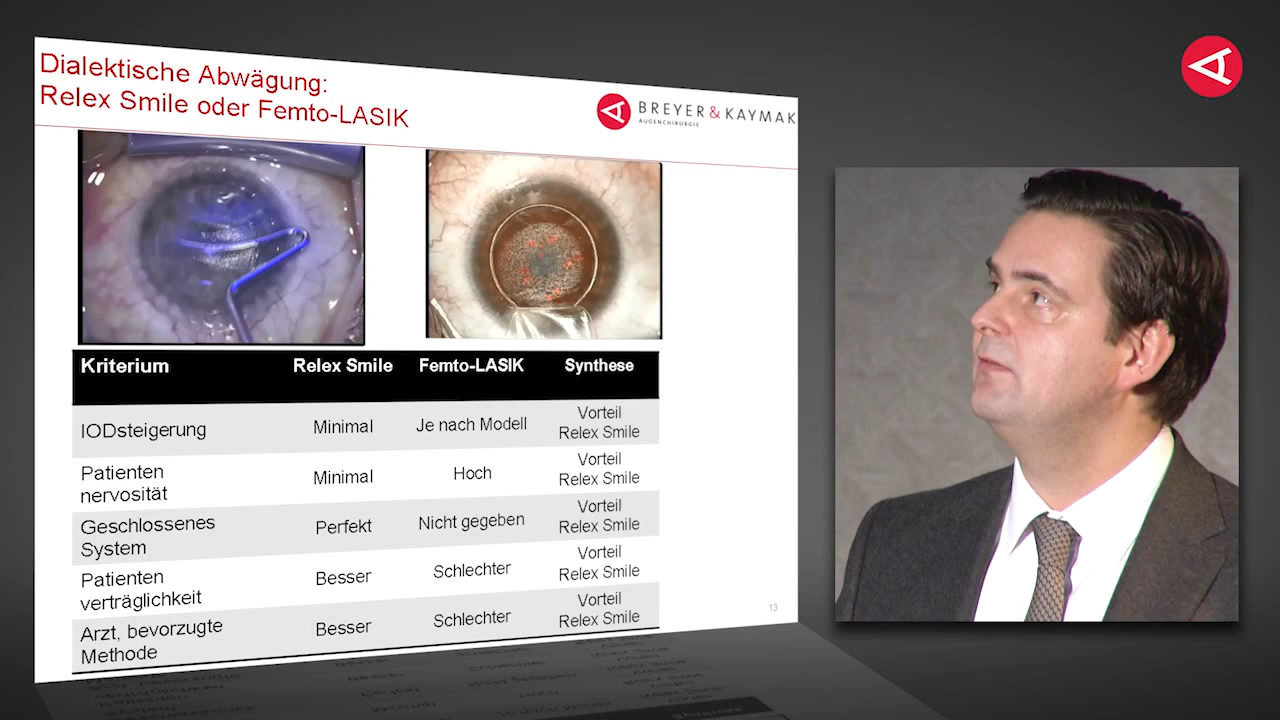 Dialektische Abwägung:
Relex Smile oder Femto-LASIK
BREYER&KAYMAK
AUGENCHIRURGIE
Kriterium Relex Smile Femto-LASIK Synthese
IODsteigerung Minimal Je nach Modell Vorteil
Relex Smile
Patienten
nervosität Minimal Hoch Vorteil
Relex Smile
Geschlossenes
System Perfekt Nicht gegeben Vorteil
Relex Smile
Patienten
verträglichkeit Besser Schlechter Vorteil
Relex Smile
Arzt, bevorzugte
Methode Besser Schlechter Vorteil
Relex Smile
13